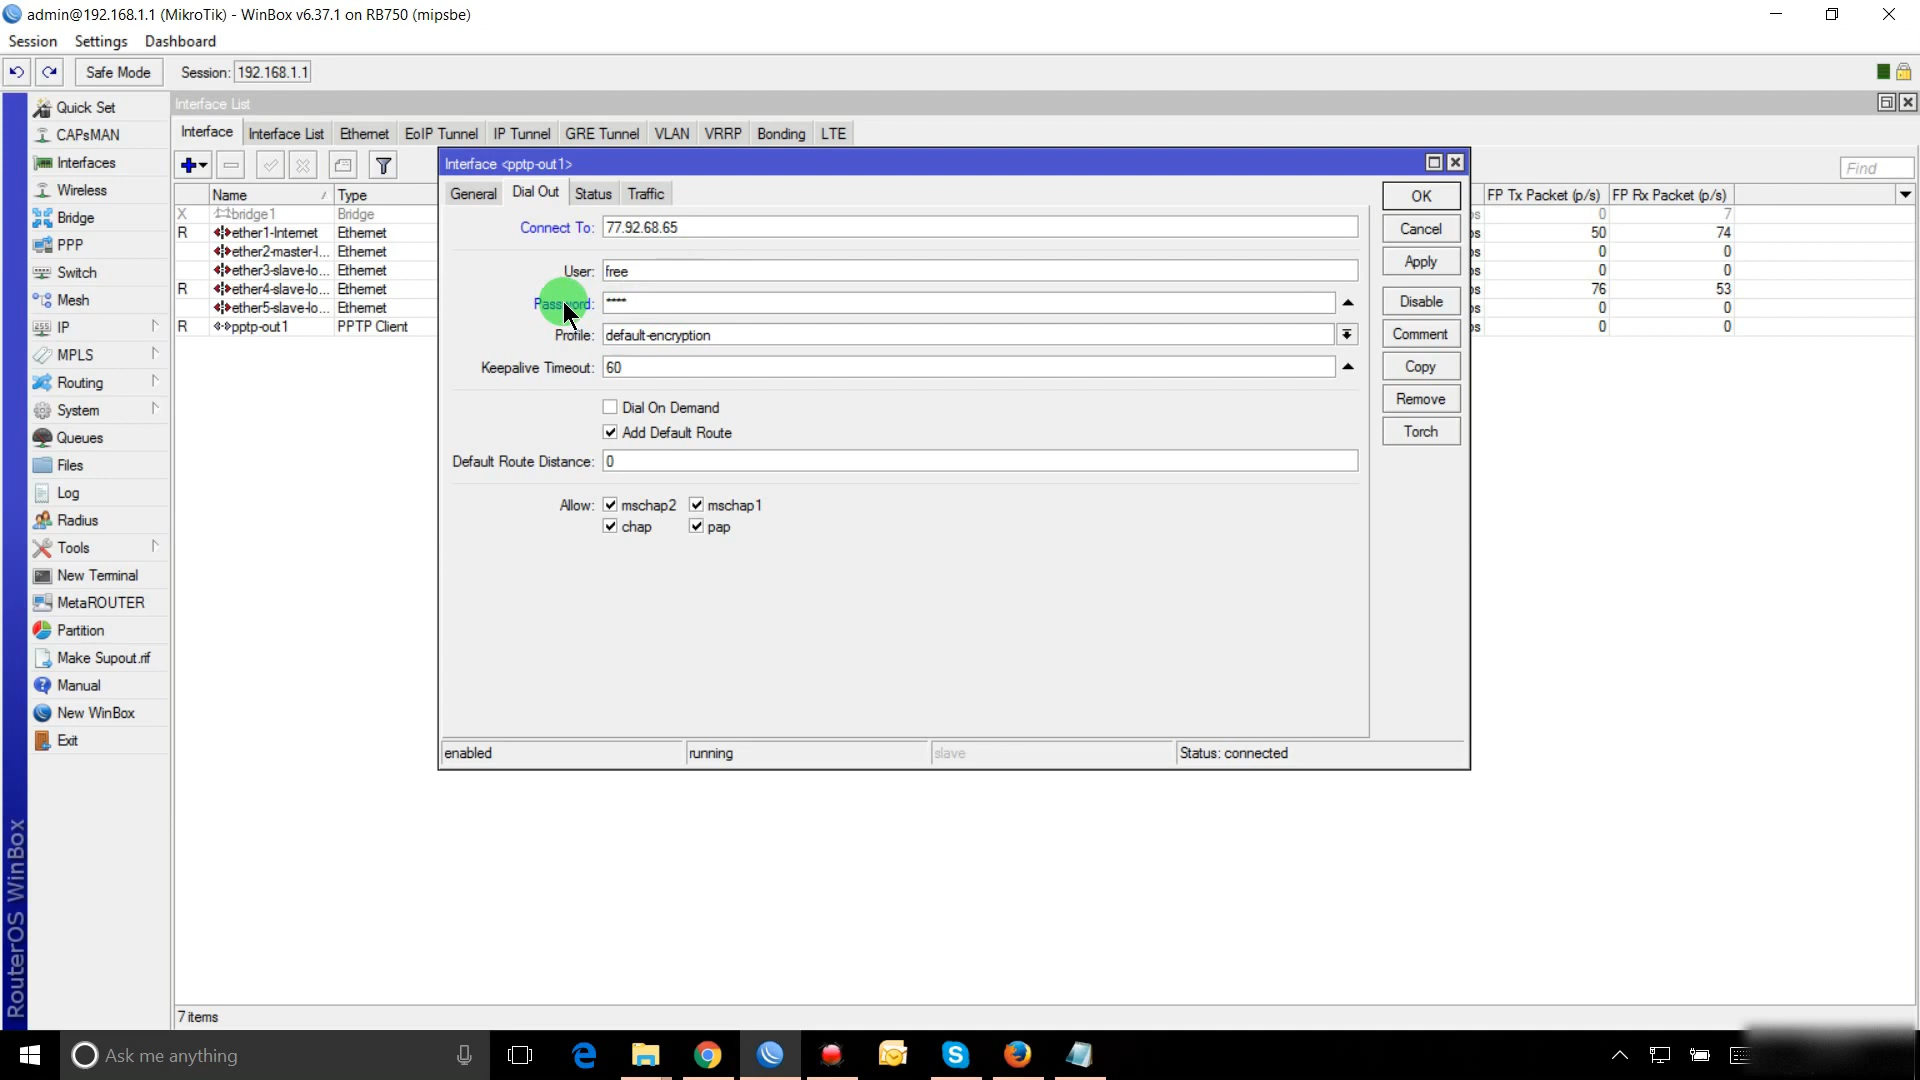 admin@192.168.1.1 (MikroTik) - WinBox v6.37.1 on RB750 (mipsbe)
Session Settings Dashboard
Safe Mode Session: 192.168.1.1
Quick Set
CAPsMAN
Interfaces
Wireless
Bridge
PPP
Switch
Mesh
IP
MPLS
Routing
System
Queues
Files
Log
Radius
Tools
New Terminal
MetaROUTER
Partition
Make Supout.rif
Manual
New WinBox
Exit
RouterOS WinBox
Interface List
Interface Interface List Ethernet EoIP Tunnel IP Tunnel GRE Tunnel VLAN VRRP Bonding LTE
Find
Name / Type FP Tx Packet (p/s) FP Rx Packet (p/s)
X bridge1 Bridge 0 7
R ether1-Internet Ethernet 50 74
ether2-master-l... Ethernet 0 0
ether3-slave-lo... Ethernet 0 0
R ether4-slave-lo... Ethernet 76 53
ether5-slave-lo... Ethernet 0 0
R pptp-out1 PPTP Client 0 0
Interface <pptp-out1>
General Dial Out Status Traffic
Connect To: 77.92.68.65
User: free
Password: ****
Profile: default-encryption
Keepalive Timeout: 60
Dial On Demand
Add Default Route
Default Route Distance: 0
Allow: mschap2 mschap1
chap pap
OK
Cancel
Apply
Disable
Comment
Copy
Remove
Torch
enabled running slave Status: connected
7 items
Ask me anything